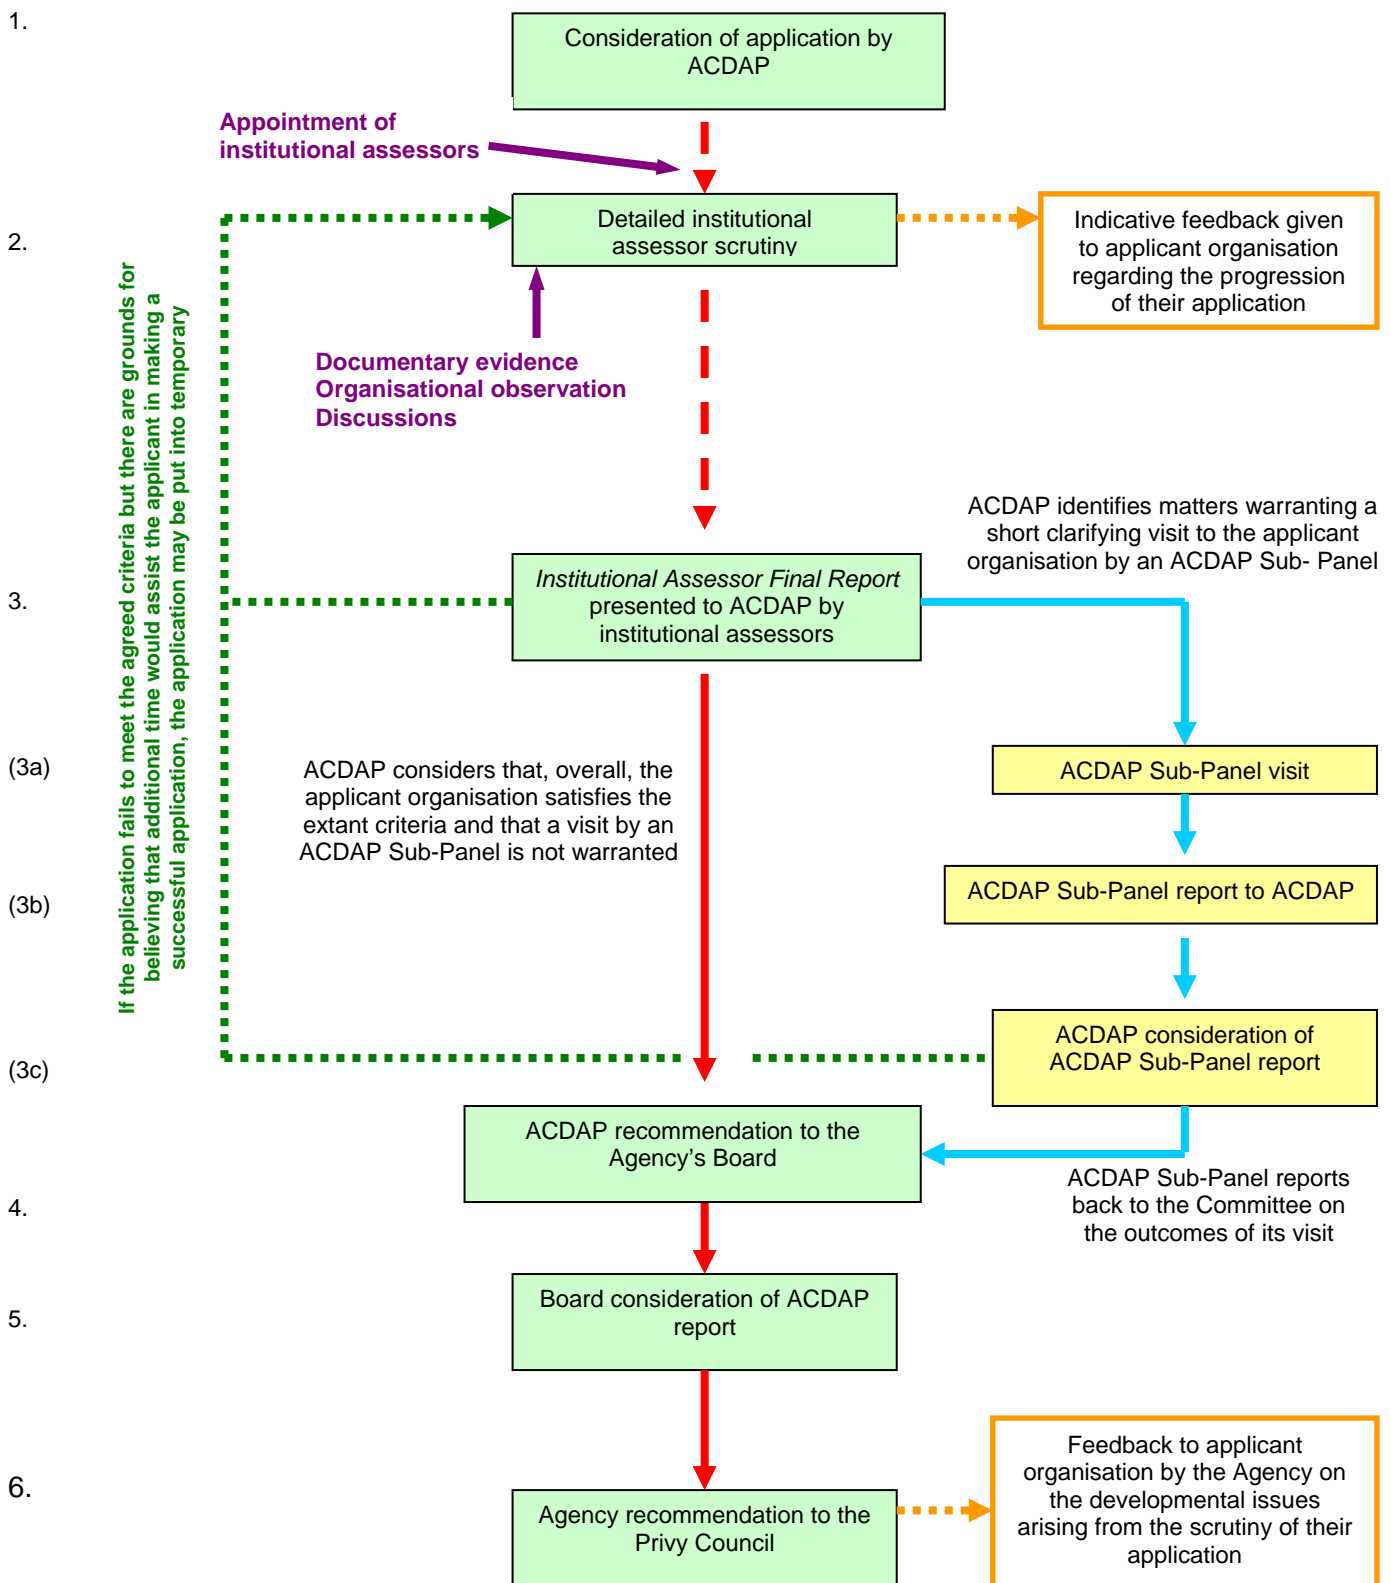 1.
Consideration of application by
ACDAP
Appointment of
institutional assessors
2.
Detailed institutional
assessor scrutiny
Indicative feedback given
to applicant organisation
regarding the progression
of their application
Documentary evidence
Organisational observation
Discussions
If the application fails to meet the agreed criteria but there are grounds for
believing that additional time would assist the applicant in making a
successful application, the application may be put into temporary
ACDAP identifies matters warranting a
short clarifying visit to the applicant
organisation by an ACDAP Sub- Panel
3.
Institutional Assessor Final Report
presented to ACDAP by
institutional assessors
(3a)
ACDAP considers that, overall, the
applicant organisation satisfies the
extant criteria and that a visit by an
ACDAP Sub-Panel is not warranted
ACDAP Sub-Panel visit
(3b)
ACDAP Sub-Panel report to ACDAP
(3c)
ACDAP consideration of
ACDAP Sub-Panel report
ACDAP recommendation to the
Agency’s Board
ACDAP Sub-Panel reports
back to the Committee on
the outcomes of its visit
4.
5.
Board consideration of ACDAP
report
6.
Agency recommendation to the
Privy Council
Feedback to applicant
organisation by the Agency on
the developmental issues
arising from the scrutiny of their
application